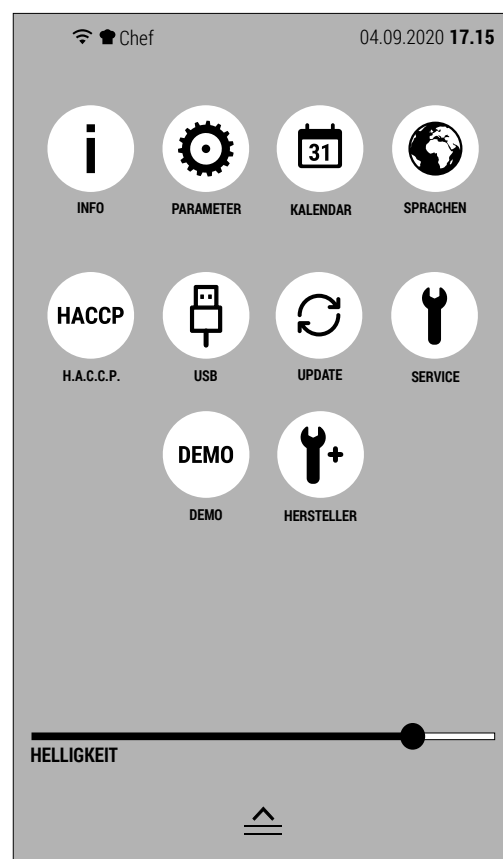 Chef 04.09.2020 17.15
i 31
INFO PARAMETER KALENDAR SPRACHEN
HACCP
H.A.C.C.P. USB UPDATE SERVICE
DEMO
DEMO HERSTELLER
HELLIGKEIT